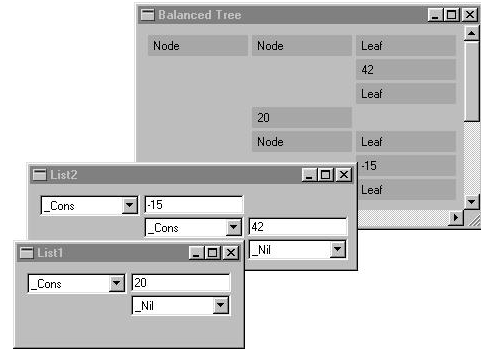 Balanced Tree
Node Node Leaf
42
Leaf
20
Node Leaf
-15
Leaf
List2
_Cons -15
_Cons 42
_Nil
List1
_Cons 20
_Nil